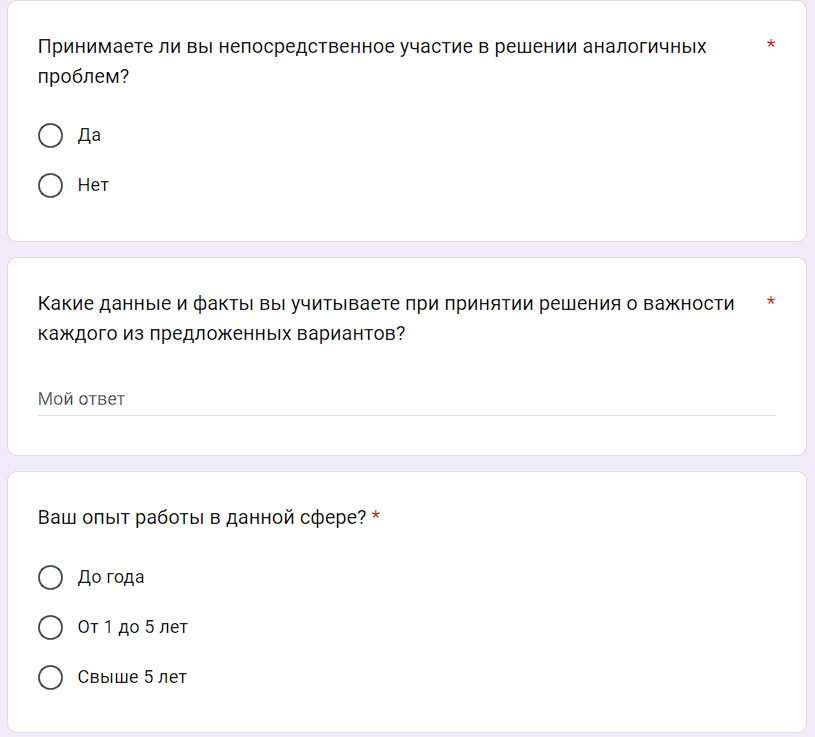 Принимаете ли вы непосредственное участие в решении аналогичных *
проблем?
Да
Нет
Какие данные и факты вы учитываете при принятии решения о важности *
каждого из предложенных вариантов?
Мой ответ
Ваш опыт работы в данной сфере? *
До года
От 1 до 5 лет
Свыше 5 лет